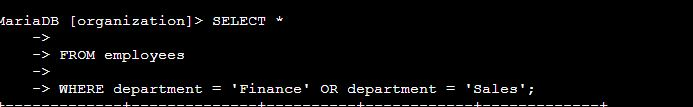 MariaDB [organization]> SELECT *
->
-> FROM employees
->
-> WHERE department = 'Finance' OR department = 'Sales';
+-------------+--------------+----------+------------+------------+